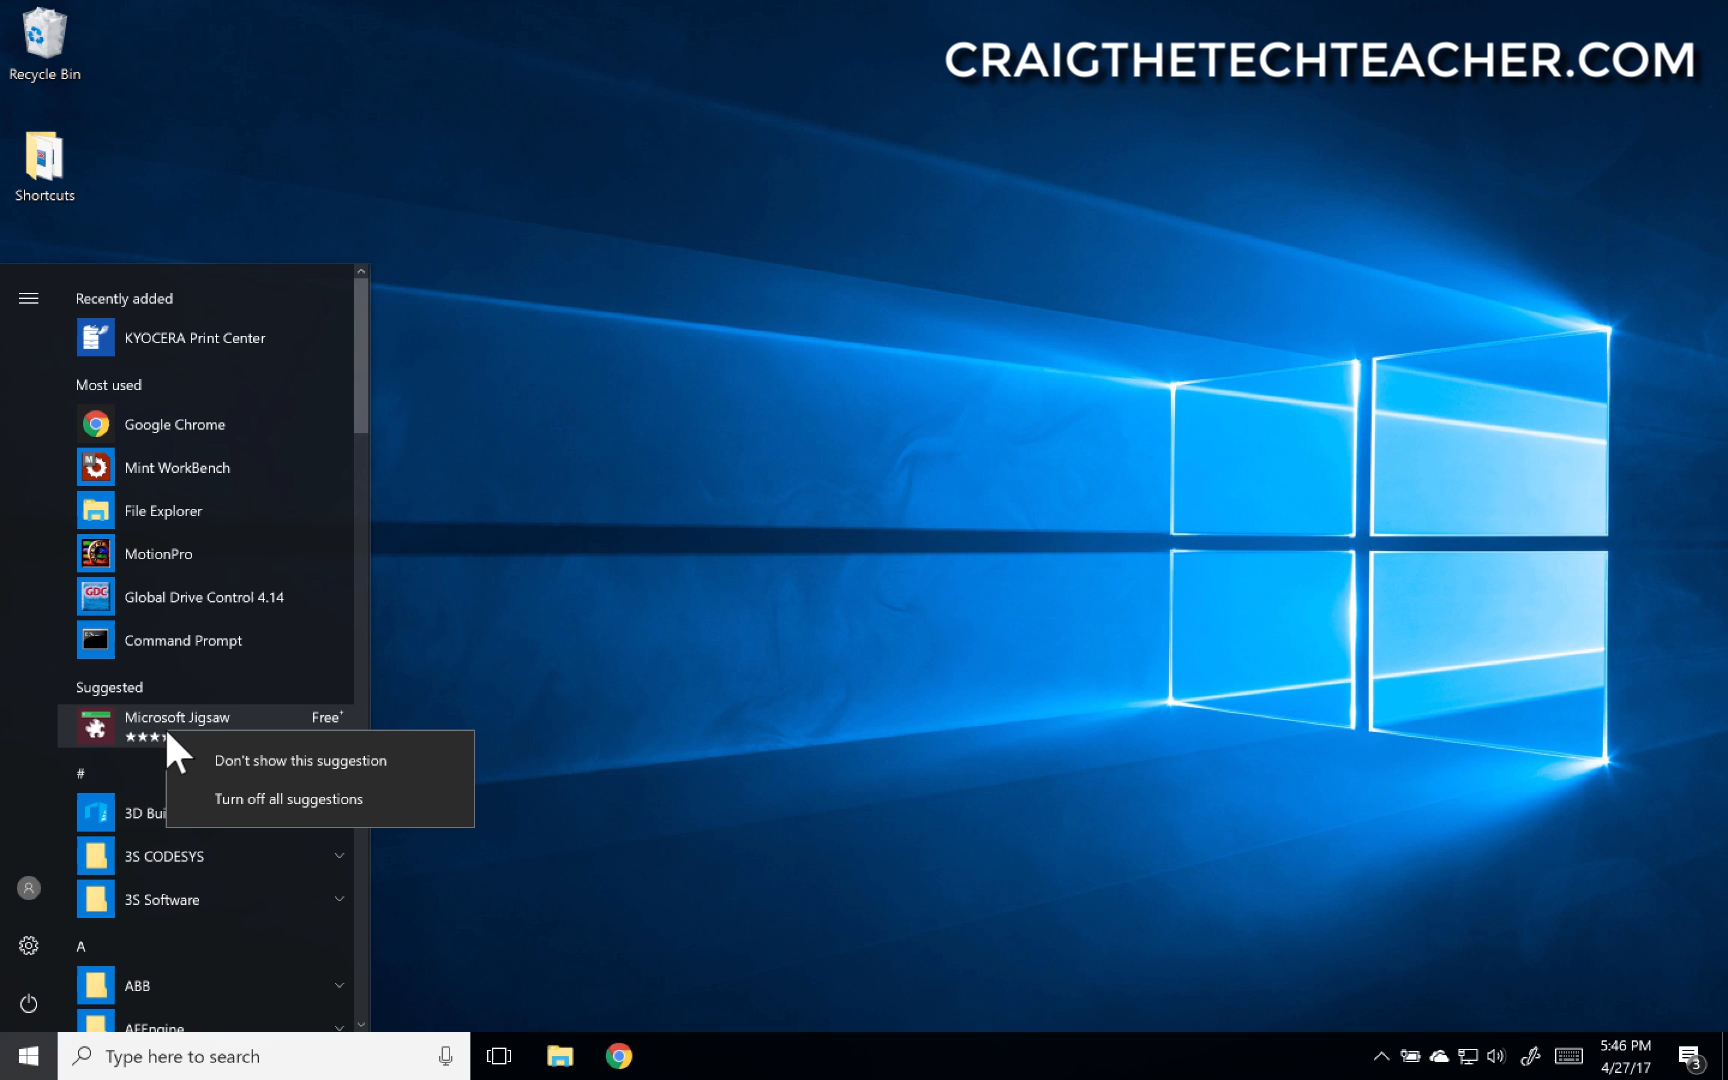 Recycle Bin
CRAIGTHETECHTEACHER.COM
Shortcuts
Recently added
KYOCERA Print Center
Most used
Google Chrome
M
Mint WorkBench
File Explorer
MotionPro
GDC
Global Drive Control 4.14
Command Prompt
Suggested
Microsoft Jigsaw
Free+
Don't show this suggestion
Turn off all suggestions
#
3D Bui
3S CODESYS
3S Software
A
ABB
AFEngine
Type here to search
5:46 PM
4/27/17
3